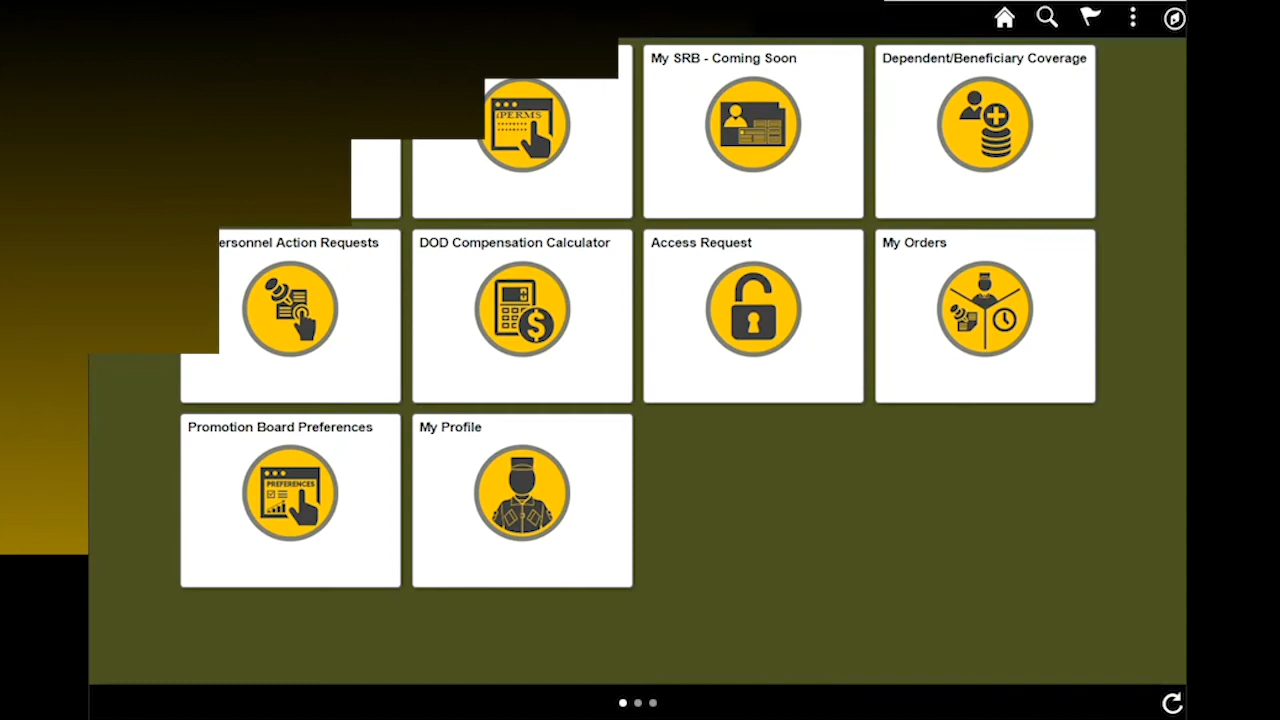 My SRB - Coming Soon
Dependent/Beneficiary Coverage
iPERMS
ersonnel Action Requests
DOD Compensation Calculator
Access Request
My Orders
$
Promotion Board Preferences
My Profile
PREFERENCES